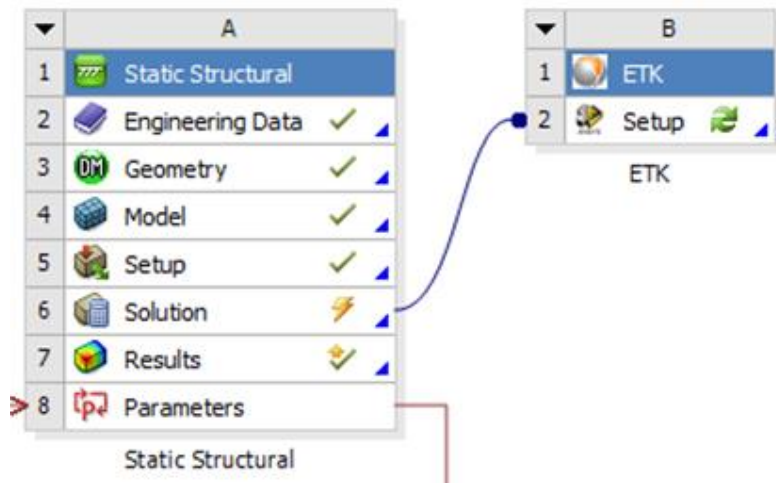 A
1 Static Structural
2 Engineering Data
3 DM Geometry
4 Model
5 Setup
6 Solution
7 Results
8 p Parameters
Static Structural
B
1 ETK
2 Setup
ETK